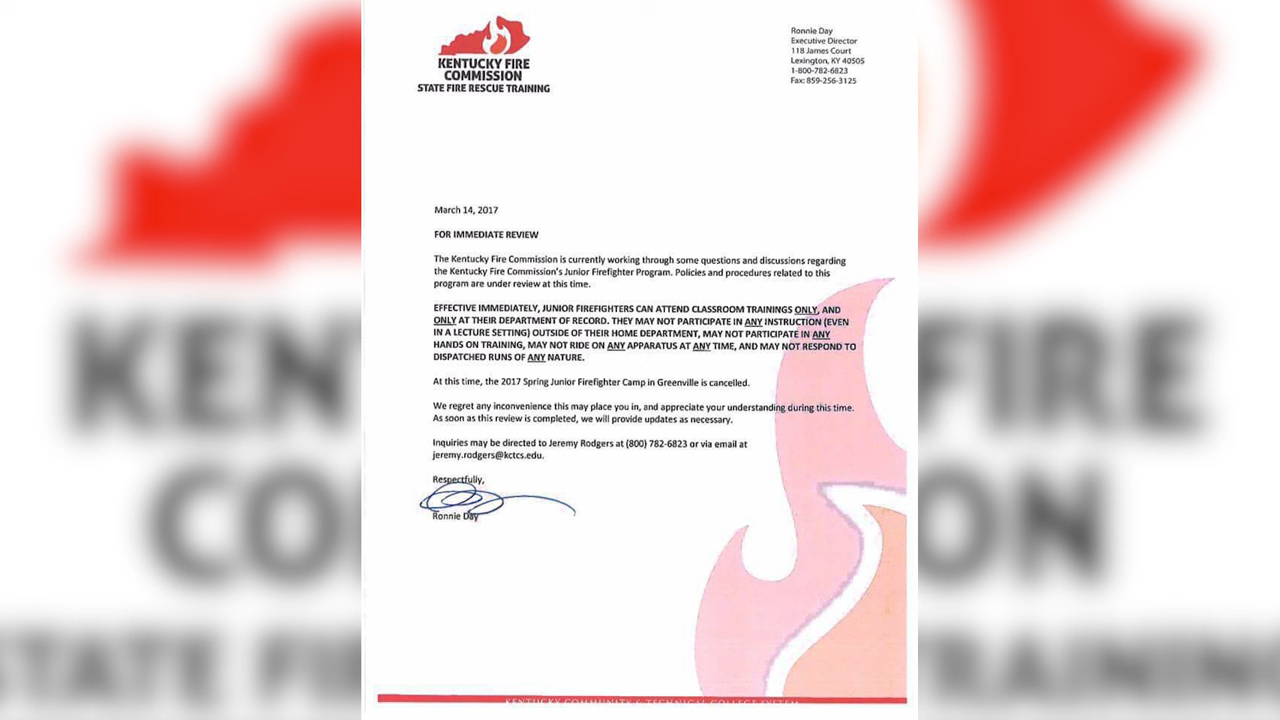 KENTUCKY FIRE
COMMISSION
STATE FIRE RESCUE TRAINING
Ronnie Day
Executive Director
118 James Court
Lexington, KY 40505
1-800-782-6823
Fax: 859-256-3125
March 14, 2017
FOR IMMEDIATE REVIEW
The Kentucky Fire Commission is currently working through some questions and discussions regarding
the Kentucky Fire Commission's Junior Firefighter Program. Policies and procedures related to this
program are under review at this time.
EFFECTIVE IMMEDIATELY, JUNIOR FIREFIGHTERS CAN ATTEND CLASSROOM TRAININGS ONLY, AND
ONLY AT THEIR DEPARTMENT OF RECORD. THEY MAY NOT PARTICIPATE IN ANY INSTRUCTION (EVEN
IN A LECTURE SETTING) OUTSIDE OF THEIR HOME DEPARTMENT, MAY NOT PARTICIPATE IN ANY
HANDS ON TRAINING, MAY NOT RIDE ON ANY APPARATUS AT ANY TIME, AND MAY NOT RESPOND TO
DISPATCHED RUNS OF ANY NATURE.
At this time, the 2017 Spring Junior Firefighter Camp in Greenville is cancelled.
We regret any inconvenience this may place you in, and appreciate your understanding during this time.
As soon as this review is completed, we will provide updates as necessary.
Inquiries may be directed to Jeremy Rodgers at (800) 782-6823 or via email at
jeremy.rodgers@kctcs.edu.
Respectfully,
Ronnie Day
KENTUCKY COMMUNITY & TECHNICAL COLLEGE SYSTEM